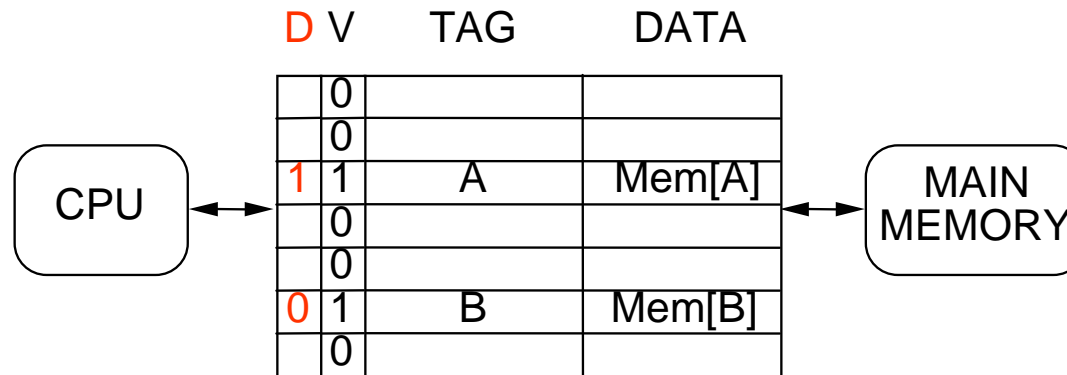 D V TAG DATA
0
0
1 1 A Mem[A]
0
0
0 1 B Mem[B]
0
CPU
MAIN
MEMORY